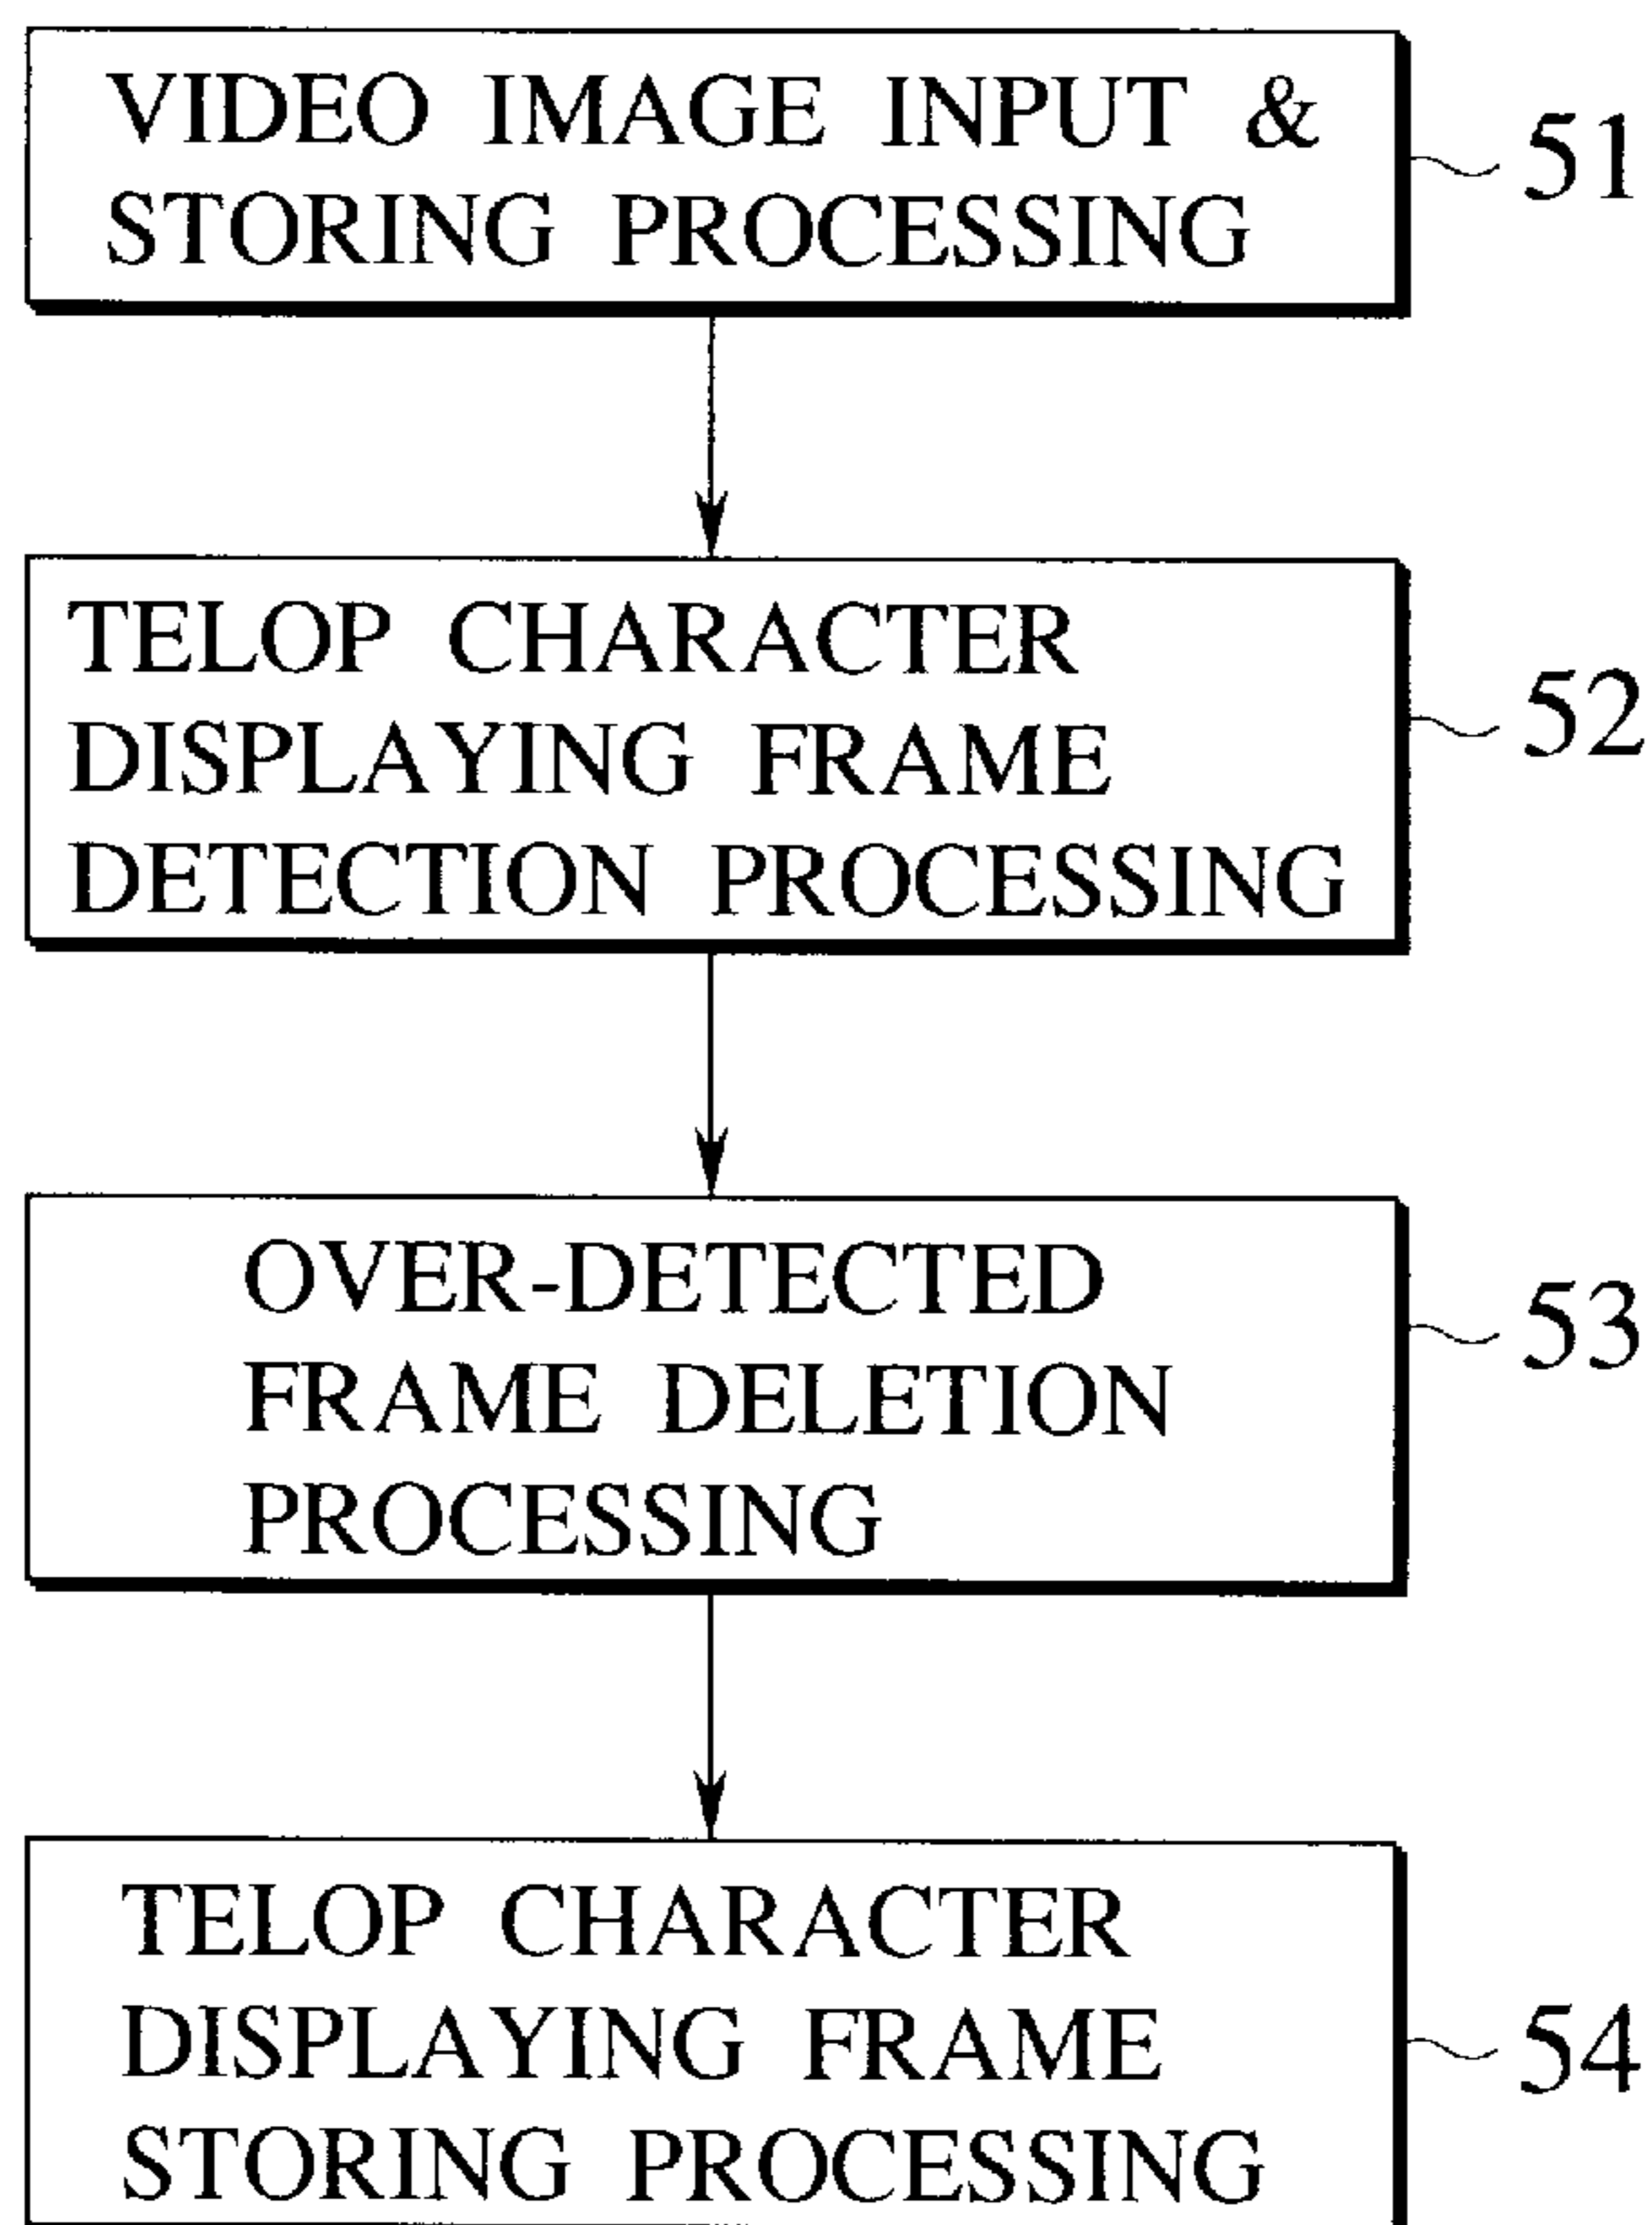 VIDEO IMAGE INPUT &
STORING PROCESSING
51
TELOP CHARACTER
DISPLAYING FRAME
DETECTION PROCESSING
52
OVER-DETECTED
FRAME DELETION
PROCESSING
53
TELOP CHARACTER
DISPLAYING FRAME
STORING PROCESSING
54